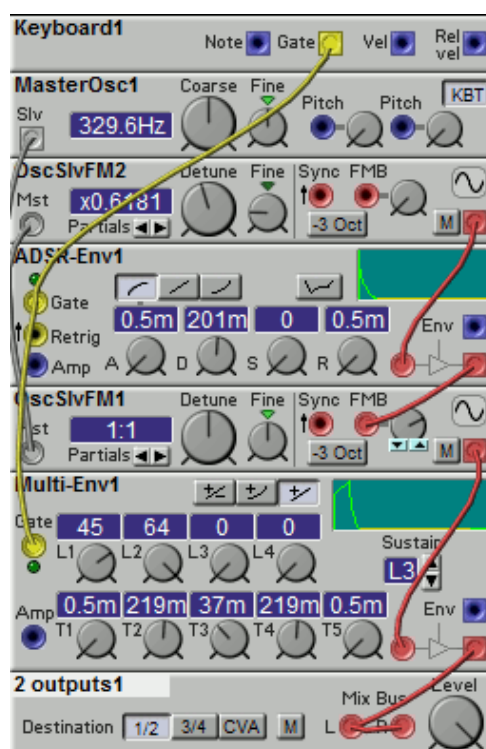 Keyboard1
Note Gate Vel Rel vel
MasterOsc1 Coarse Fine Pitch Pitch KBT
Slv 329.6Hz
OscSlvFM2 Detune Fine Sync FMB
Mst x0.6181
Partials -3 Oct M
ADSR-Env1
Gate
0.5m 201m 0 0.5m Env
Retrig
Amp A D S R
OscSlvFM1 Detune Fine Sync FMB
Mst 1:1
Partials -3 Oct M
Multi-Env1
Gate 45 64 0 0 Sustain
L1 L2 L3 L4 L3
Amp 0.5m 219m 37m 219m 0.5m Env
T1 T2 T3 T4 T5
2 outputs1 Mix Bus Level
Destination 1/2 3/4 CVA M L R